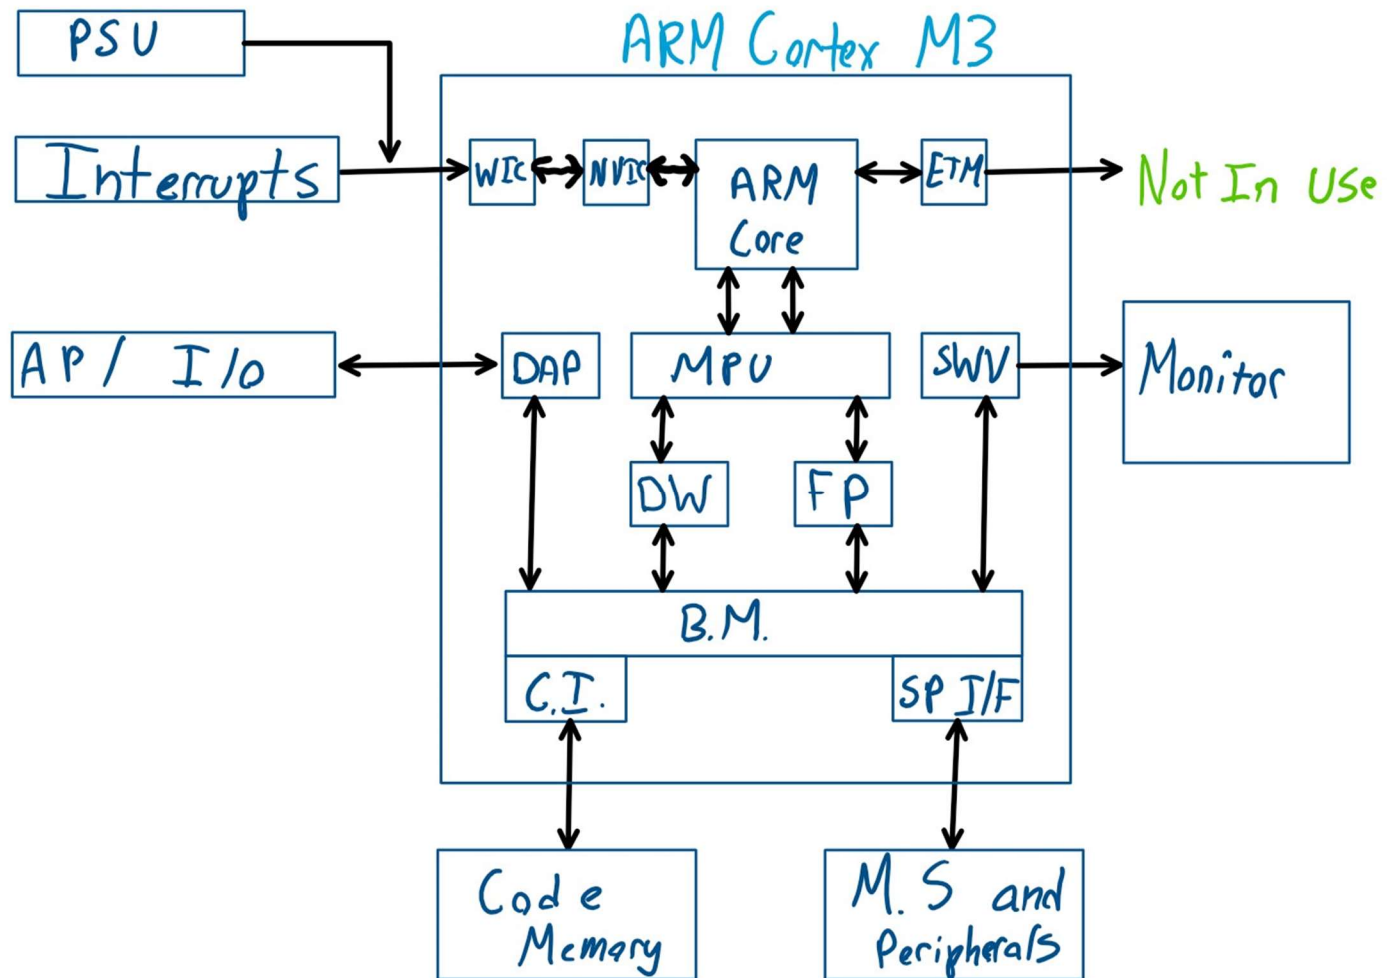 PSU
ARM Cortex M3
Interrupts
WIC
NVIC
ARM
Core
ETM
Not In Use
AP/ I/O
DAP
MPU
SWV
Monitor
DW
FP
B.M.
C.I.
SP I/F
Code
Memory
M.S and
Peripherals